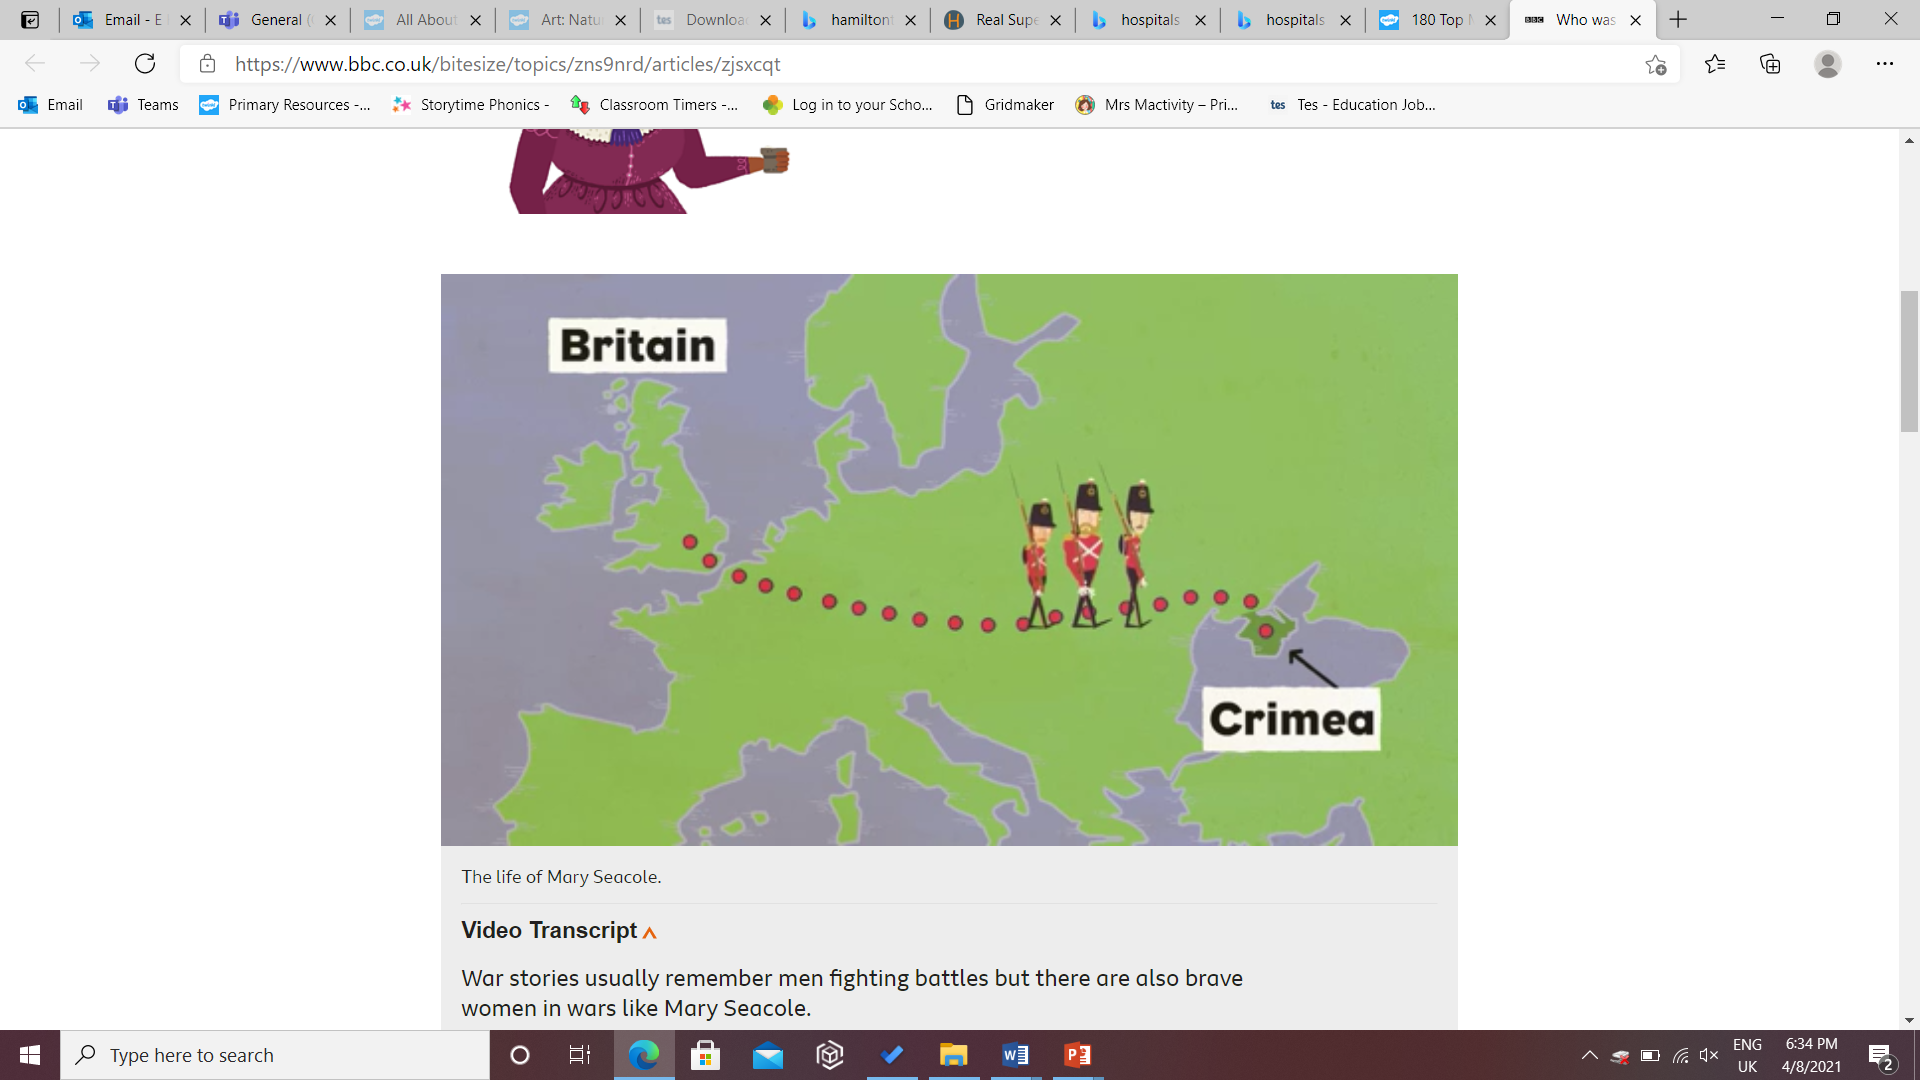 Email - E
General (
All About
Art: Natu
tes Downloa
hamilton
Real Supe
hospitals
hospitals
180 Top
BBC Who was
https://www.bbc.co.uk/bitesize/topics/zns9nrd/articles/zjsxcqt
Email
Teams
Primary Resources -...
Storytime Phonics -
Classroom Timers -...
Log in to your Scho...
Gridmaker
Mrs Mactivity – Pri...
tes Tes - Education Job...
Britain
Crimea
The life of Mary Seacole.
Video Transcript
War stories usually remember men fighting battles but there are also brave
women in wars like Mary Seacole.
Type here to search
ENG
UK
6:34 PM
4/8/2021
2